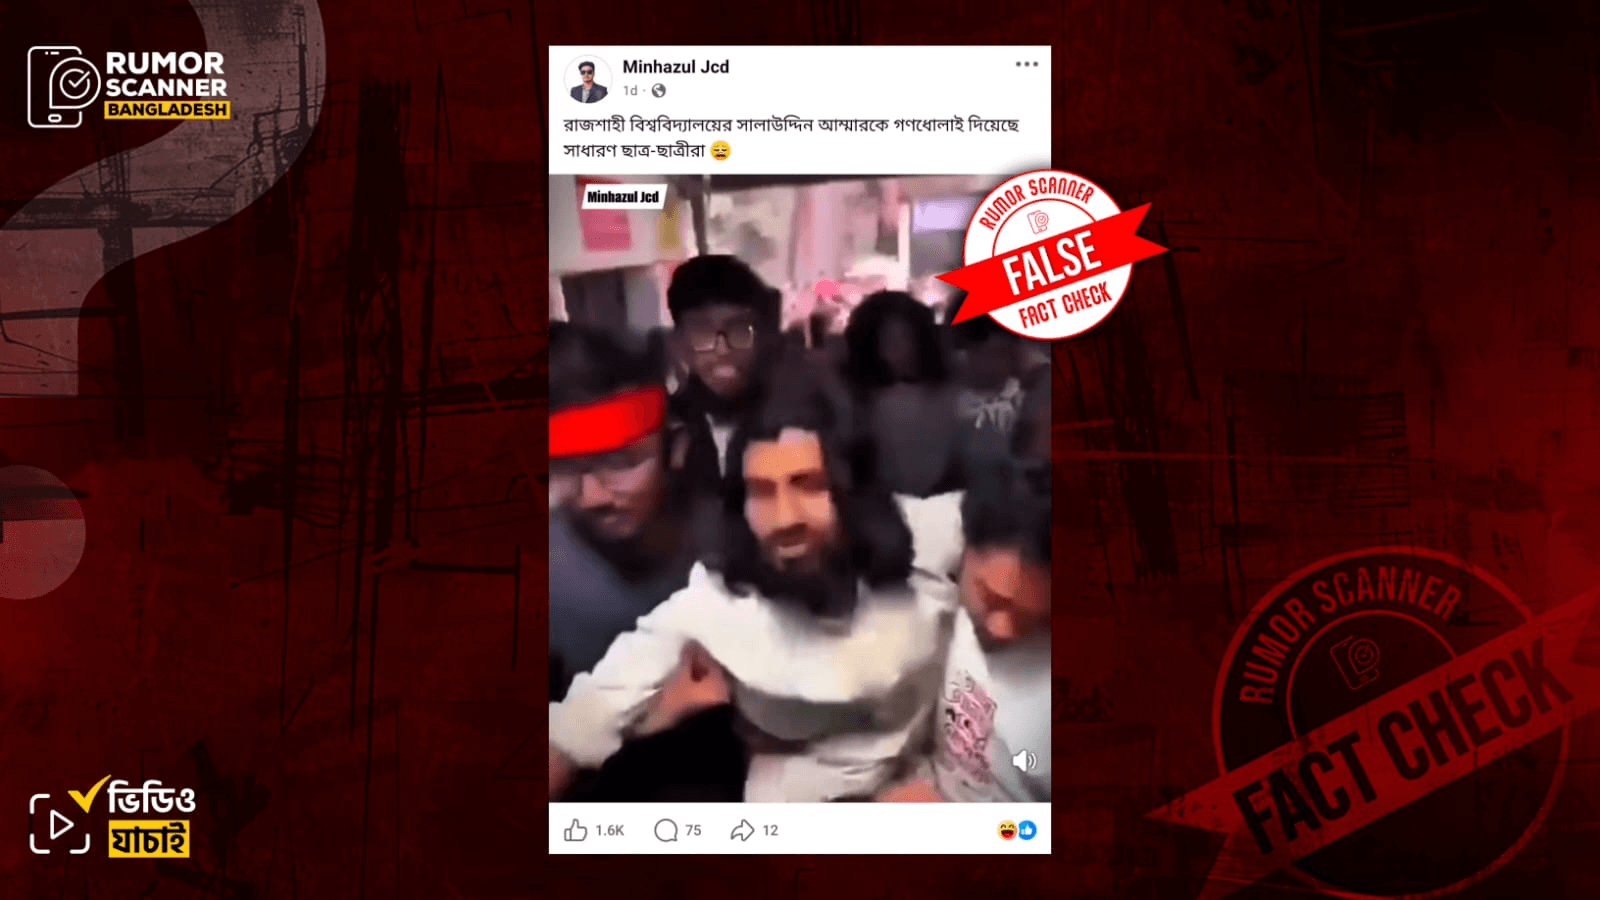 RUMOR
SCANNER
BANGLADESH
Minhazul Jcd
1d
রাজশাহী বিশ্ববিদ্যালয়ের সালাউদ্দিন আম্মারকে গণধোলাই দিয়েছে
সাধারণ ছাত্র-ছাত্রীরা
Minhazul Jcd
RUMOR SCANNER
FALSE
FACT CHECK
1.6K
75
12
ভিডিও
যাচাই
RUMOR SCANNER
FACT CHECK